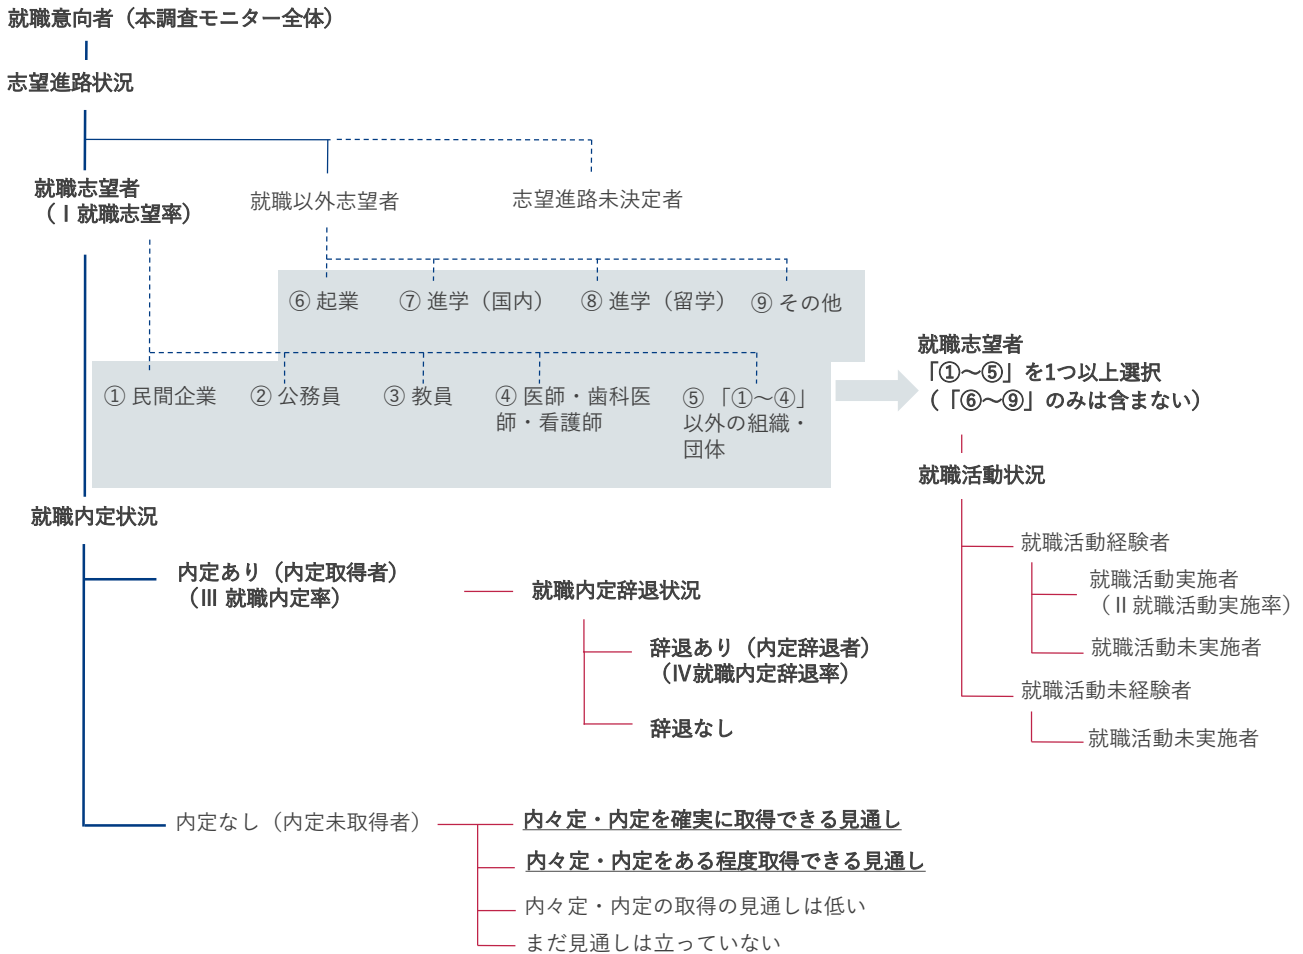 就職意向者（本調査モニター全体）
志望進路状況
就職志望者
（Ⅰ就職志望率）
就職以外志望者
志望進路未決定者
⑥ 起業
⑦ 進学（国内）
⑧ 進学（留学）
⑨ その他
① 民間企業
② 公務員
③ 教員
④ 医師・歯科医
師・看護師
⑤ 「①～④」
以外の組織・
団体
就職志望者
「①～⑤」を1つ以上選択
（「⑥～⑨」のみは含まない）
就職活動状況
就職活動経験者
就職活動実施者
（Ⅱ就職活動実施率）
就職活動未実施者
就職活動未経験者
就職活動未実施者
就職内定状況
内定あり（内定取得者）
（Ⅲ 就職内定率）
就職内定辞退状況
辞退あり（内定辞退者）
（Ⅳ就職内定辞退率）
辞退なし
内定なし（内定未取得者）
内々定・内定を確実に取得できる見通し
内々定・内定をある程度取得できる見通し
内々定・内定の取得の見通しは低い
まだ見通しは立っていない